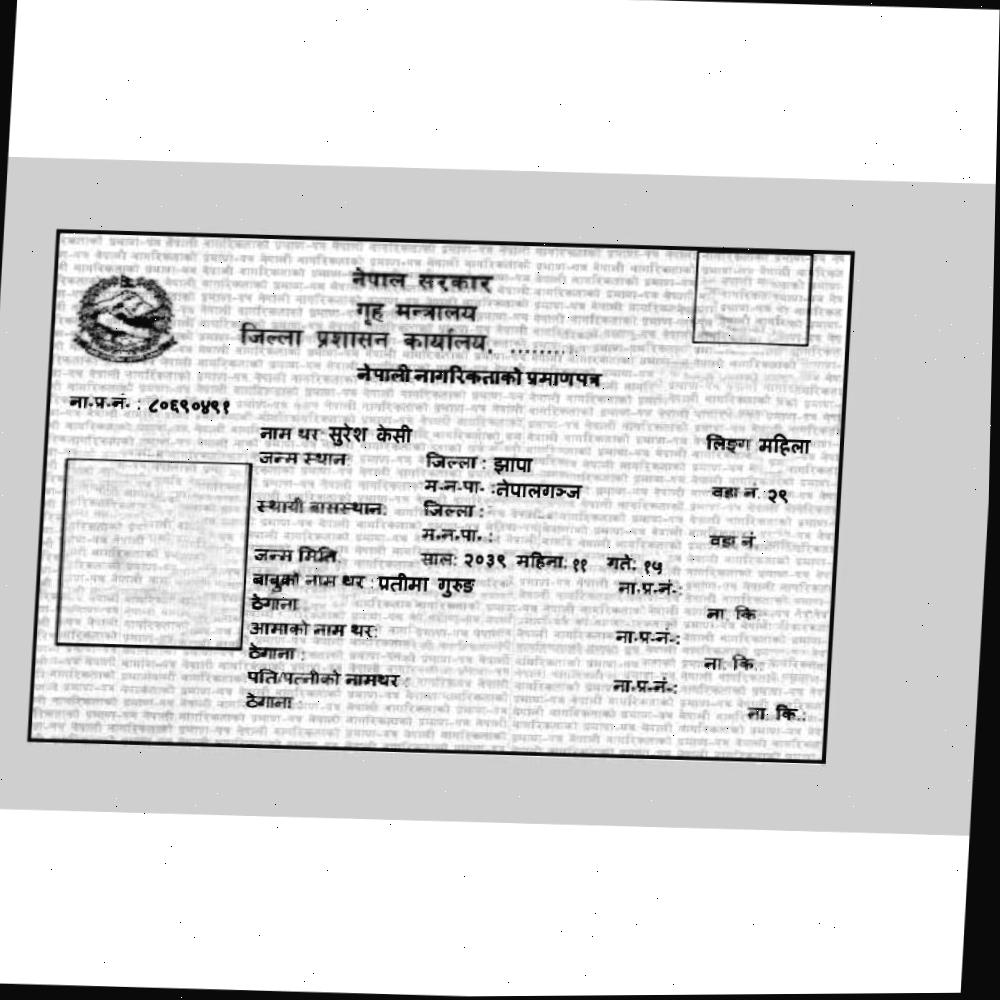 नेपाल सरकार
गृह मन्त्रालय
जिल्ला प्रशासन कार्यालय, .........
नेपाली नागरिकताको प्रमाणपत्र
ना.प्र.नं. : ८०६९०४९१
नाम थर: सुरेश केसी लिङ्ग महिला
जन्म स्थान: जिल्ला : झापा
म.न.पा. :नेपालगञ्ज वडा नं. २९
स्थायी बासस्थान: जिल्ला :
म.न.पा. : वडा नं.
जन्म मिति: साल: २०३९ महिना: ११ गते: १५
बाबुको नाम थर : प्रतीमा गुरुङ ना.प्र.नं.:
ठेगाना: ना. कि.:
आमाको नाम थर: ना.प्र.नं.:
ठेगाना : ना. कि.:
पति/पत्नीको नामथर : ना.प्र.नं.:
ठेगाना : ना. कि.: